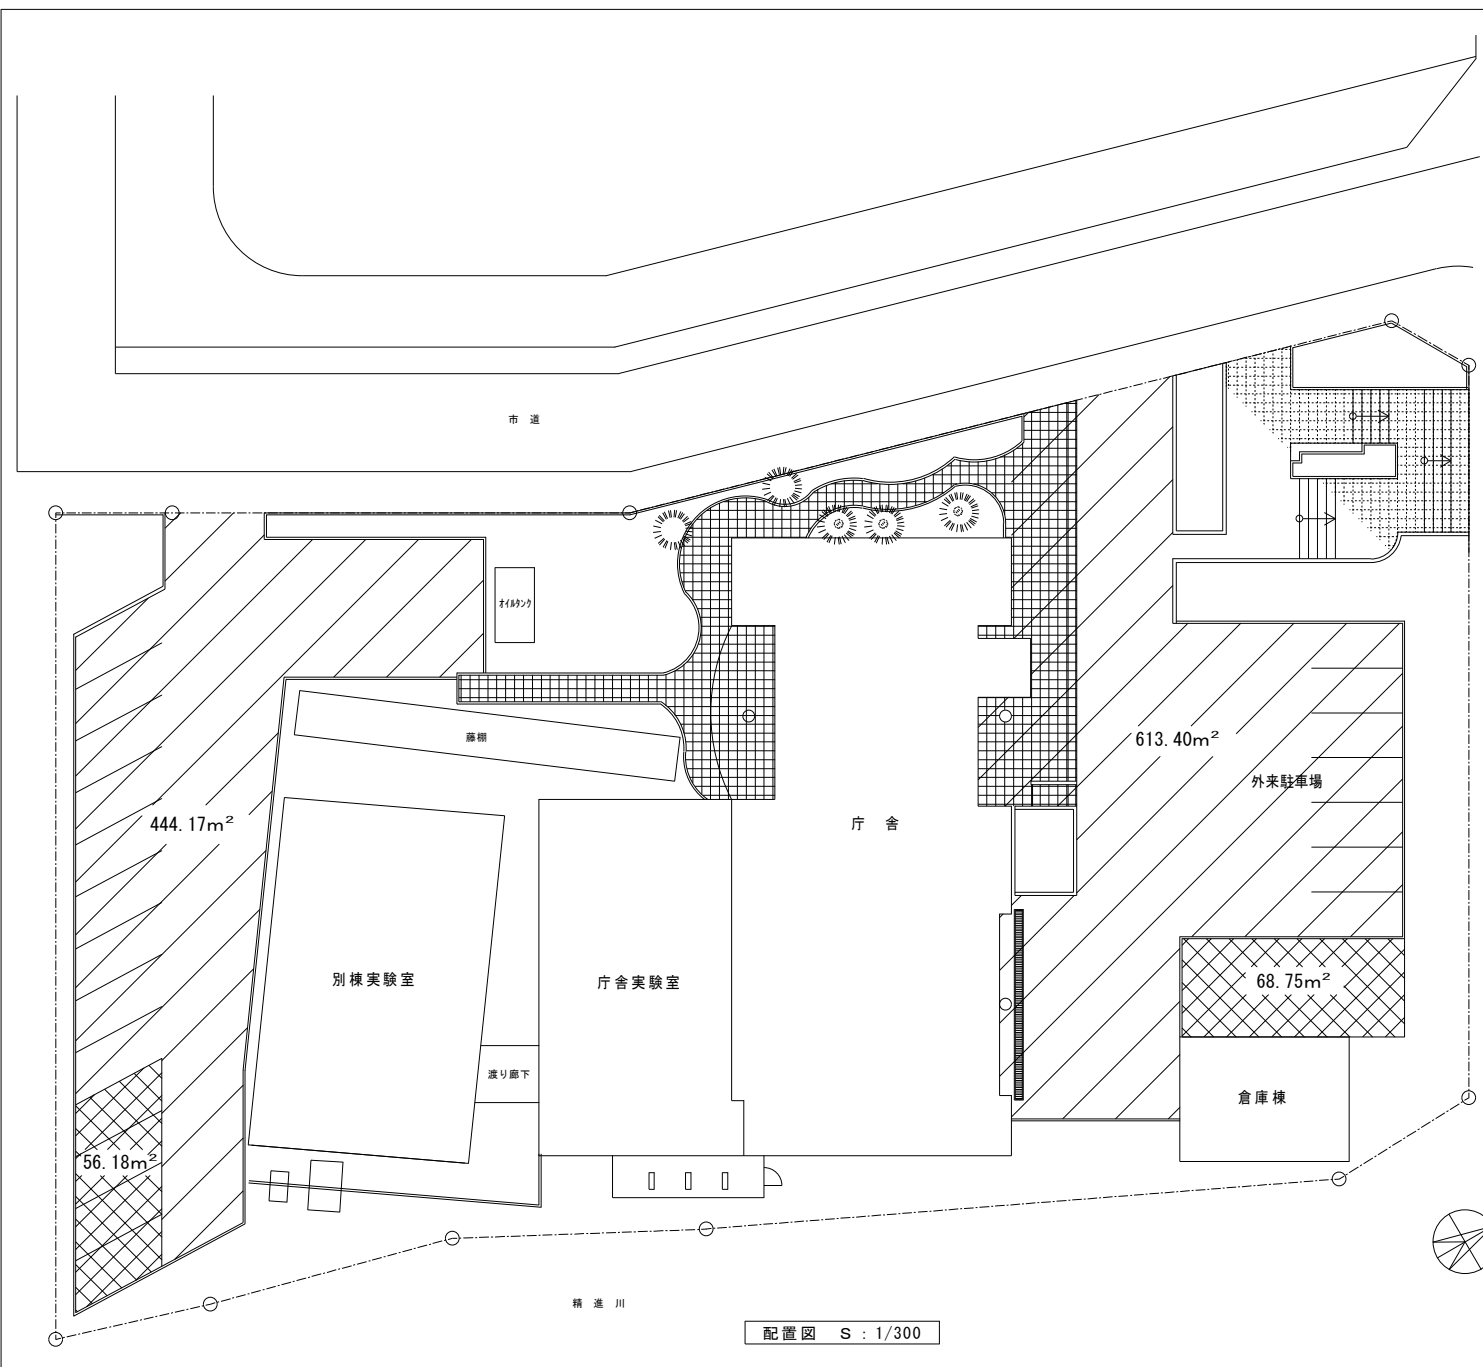 市 道
オイルタンク
藤棚
613.40m²
外来駐車場
444.17m²
庁 舎
別棟実験室
庁舎実験室
68.75m²
渡り廊下
倉庫棟
56.18m²
精 進 川
配置図 S : 1/300